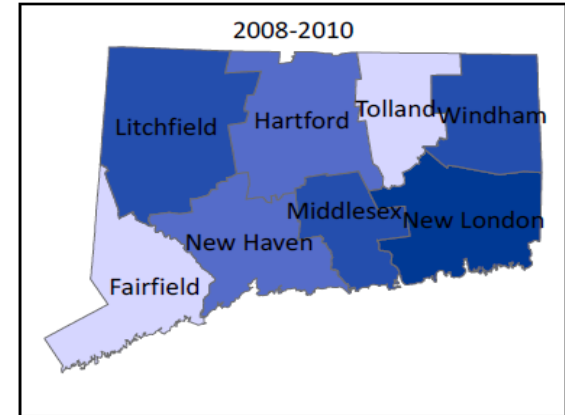 2008-2010
Litchfield
Hartford
Tolland
Windham
Middlesex
New London
New Haven
Fairfield